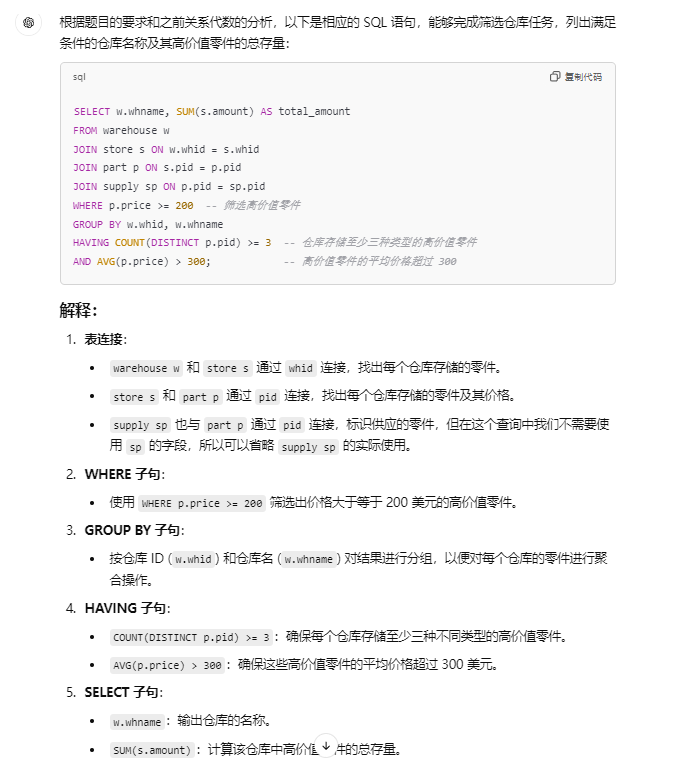 根据题目的要求和之前关系代数的分析，以下是相应的 SQL 语句，能够完成筛选仓库任务，列出满足
条件的仓库名称及其高价值零件的总存量：
sql
复制代码
SELECT w.whname, SUM(s.amount) AS total_amount
FROM warehouse w
JOIN store s ON w.whid = s.whid
JOIN part p ON s.pid = p.pid
JOIN supply sp ON p.pid = sp.pid
WHERE p.price >= 200  -- 筛选高价值零件
GROUP BY w.whid, w.whname
HAVING COUNT(DISTINCT p.pid) >= 3  -- 仓库存储至少三种类型的高价值零件
AND AVG(p.price) > 300;            -- 高价值零件的平均价格超过 300
解释：
1. 表连接：
• warehouse w 和 store s 通过 whid 连接，找出每个仓库存储的零件。
• store s 和 part p 通过 pid 连接，找出每个仓库存储的零件及其价格。
• supply sp 也与 part p 通过 pid 连接，标识供应的零件，但在这个查询中我们不需要使
用 sp 的字段，所以可以省略 supply sp 的实际使用。
2. WHERE 子句：
• 使用 WHERE p.price >= 200 筛选出价格大于等于 200 美元的高价值零件。
3. GROUP BY 子句：
• 按仓库 ID (w.whid) 和仓库名 (w.whname) 对结果进行分组，以便对每个仓库的零件进行聚
合操作。
4. HAVING 子句：
• COUNT(DISTINCT p.pid) >= 3：确保每个仓库存储至少三种不同类型的高价值零件。
• AVG(p.price) > 300：确保这些高价值零件的平均价格超过 300 美元。
5. SELECT 子句：
• w.whname：输出仓库的名称。
• SUM(s.amount)：计算该仓库中高价件的总存量。